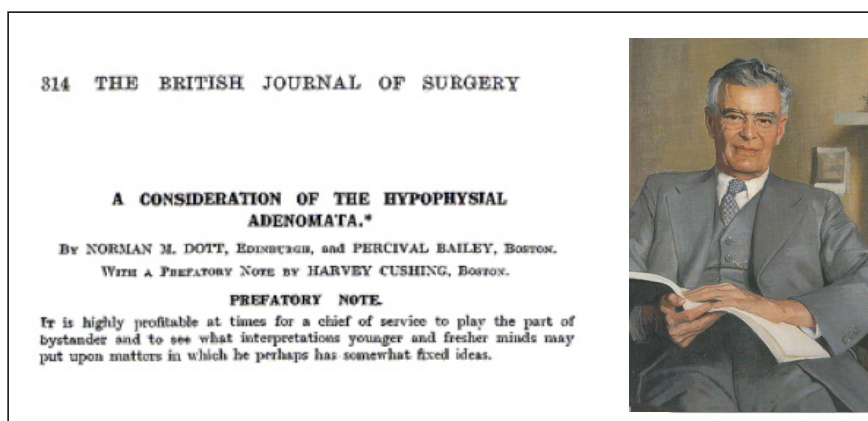 314 THE BRITISH JOURNAL OF SURGERY
A CONSIDERATION OF THE HYPOPHYSIAL
ADENOMATA.*
By NORMAN M. DOTT, EDINBURGH, and PERCIVAL BAILEY, BOSTON.
WITH A PREFATORY NOTE BY HARVEY CUSHING, BOSTON.
PREFATORY NOTE.
IT is highly profitable at times for a chief of service to play the part of
bystander and to see what interpretations younger and fresher minds may
put upon matters in which he perhaps has somewhat fixed ideas.